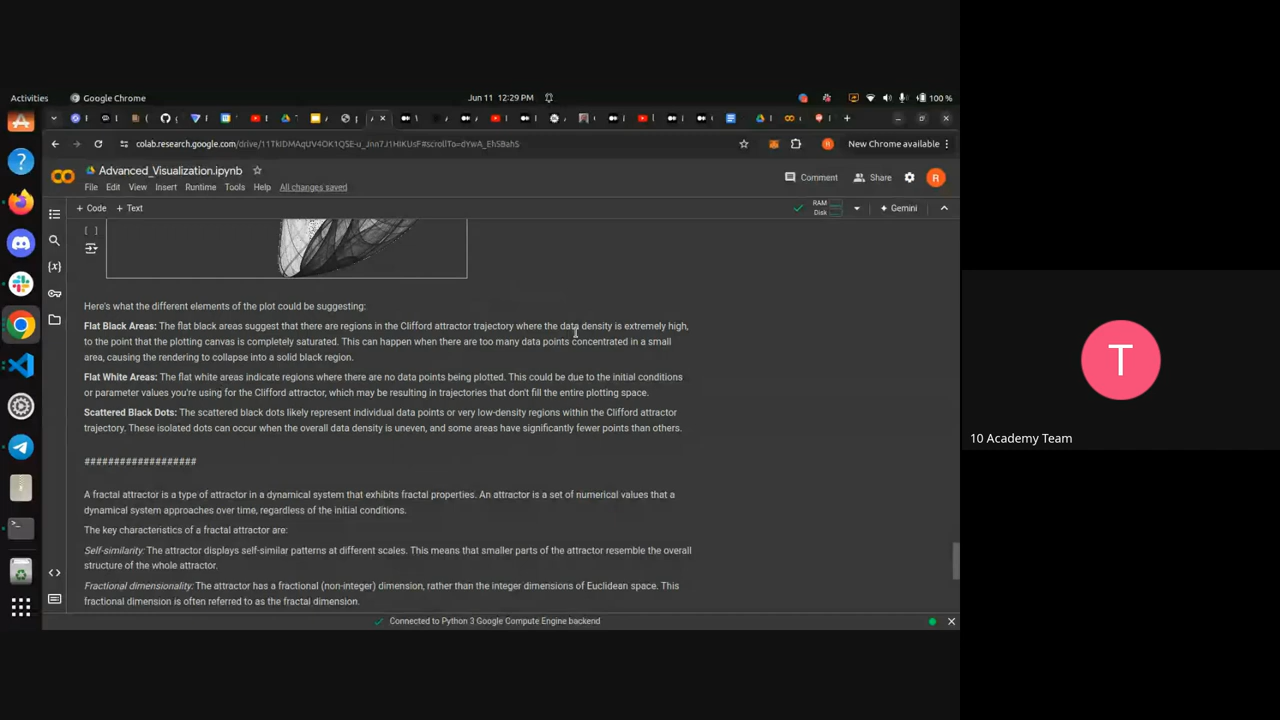 Activities
Google Chrome
Jun 11 12:29 PM
100 %
colab.research.google.com/drive/
New Chrome available
Advanced_Visualization.ipynb
Comment
Share
R
File Edit View Insert Runtime Tools Help All changes saved
+ Code + Text
RAM
Disk
Gemini
[ ]
Here's what the different elements of the plot could be suggesting:
Flat Black Areas: The flat black areas suggest that there are regions in the Clifford attractor trajectory where the data density is extremely high,
to the point that the plotting canvas is completely saturated. This can happen when there are too many data points concentrated in a small
area, causing the rendering to collapse into a solid black region.
Flat White Areas: The flat white areas indicate regions where there are no data points being plotted. This could be due to the initial conditions
or parameter values you're using for the Clifford attractor, which may be resulting in trajectories that don't fill the entire plotting space.
Scattered Black Dots: The scattered black dots likely represent individual data points or very low-density regions within the Clifford attractor
trajectory. These isolated dots can occur when the overall data density is uneven, and some areas have significantly fewer points than others.
###################
A fractal attractor is a type of attractor in a dynamical system that exhibits fractal properties. An attractor is a set of numerical values that a
dynamical system approaches over time, regardless of the initial conditions.
The key characteristics of a fractal attractor are:
Self-similarity: The attractor displays self-similar patterns at different scales. This means that smaller parts of the attractor resemble the overall
structure of the whole attractor.
Fractional dimensionality: The attractor has a fractional (non-integer) dimension, rather than the integer dimensions of Euclidean space. This
fractional dimension is often referred to as the fractal dimension.
Connected to Python 3 Google Compute Engine backend
T
10 Academy Team